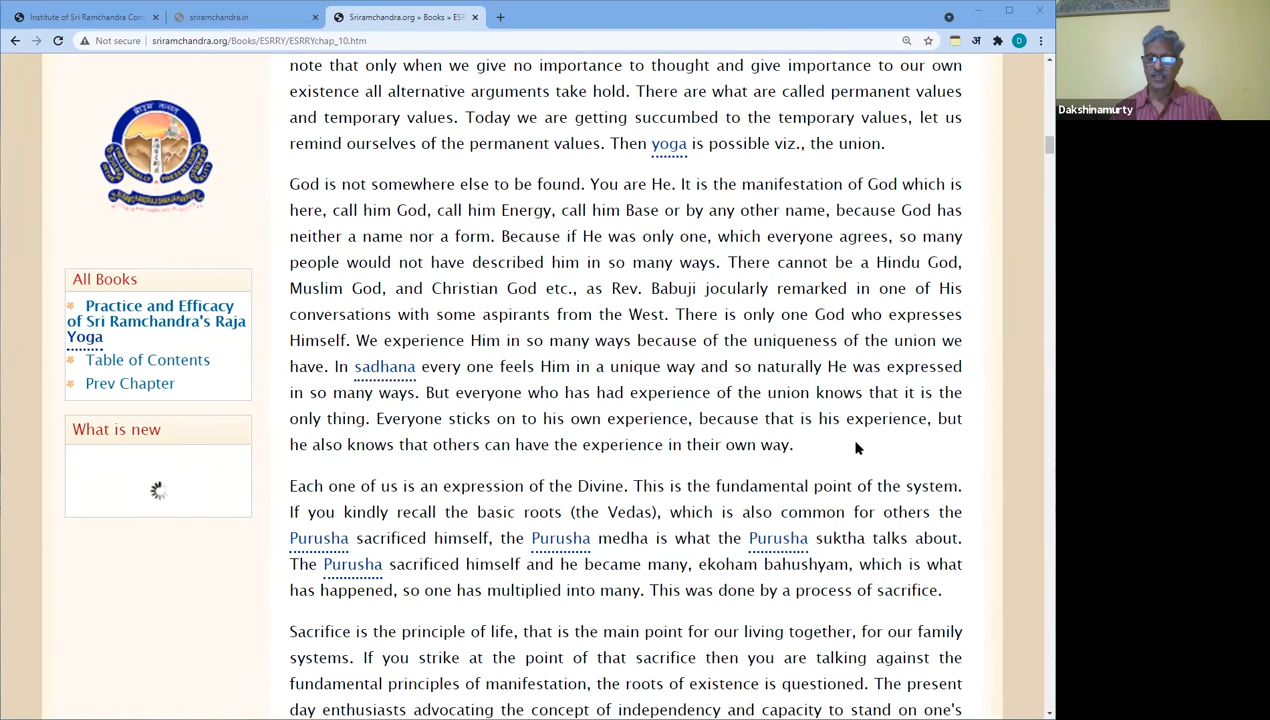 Institute of Sri Ramchandra Con
sriramchandra.in
Sriramchandra.org » Books » ESR
Not secure
sriramchandra.org/Books/ESRRY/ESRRYchap_10.htm
अ
D
Dakshinamurty
note that only when we give no importance to thought and give importance to our own
existence all alternative arguments take hold. There are what are called permanent values
and temporary values. Today we are getting succumbed to the temporary values, let us
remind ourselves of the permanent values. Then yoga is possible viz., the union.
God is not somewhere else to be found. You are He. It is the manifestation of God which is
here, call him God, call him Energy, call him Base or by any other name, because God has
neither a name nor a form. Because if He was only one, which everyone agrees, so many
people would not have described him in so many ways. There cannot be a Hindu God,
Muslim God, and Christian God etc., as Rev. Babuji jocularly remarked in one of His
conversations with some aspirants from the West. There is only one God who expresses
Himself. We experience Him in so many ways because of the uniqueness of the union we
have. In sadhana every one feels Him in a unique way and so naturally He was expressed
in so many ways. But everyone who has had experience of the union knows that it is the
only thing. Everyone sticks on to his own experience, because that is his experience, but
he also knows that others can have the experience in their own way.
Each one of us is an expression of the Divine. This is the fundamental point of the system.
If you kindly recall the basic roots (the Vedas), which is also common for others the
Purusha sacrificed himself, the Purusha medha is what the Purusha suktha talks about.
The Purusha sacrificed himself and he became many, ekoham bahushyam, which is what
has happened, so one has multiplied into many. This was done by a process of sacrifice.
Sacrifice is the principle of life, that is the main point for our living together, for our family
systems. If you strike at the point of that sacrifice then you are talking against the
fundamental principles of manifestation, the roots of existence is questioned. The present
day enthusiasts advocating the concept of independency and capacity to stand on one's
All Books
Practice and Efficacy
of Sri Ramchandra's Raja
Yoga
Table of Contents
Prev Chapter
What is new